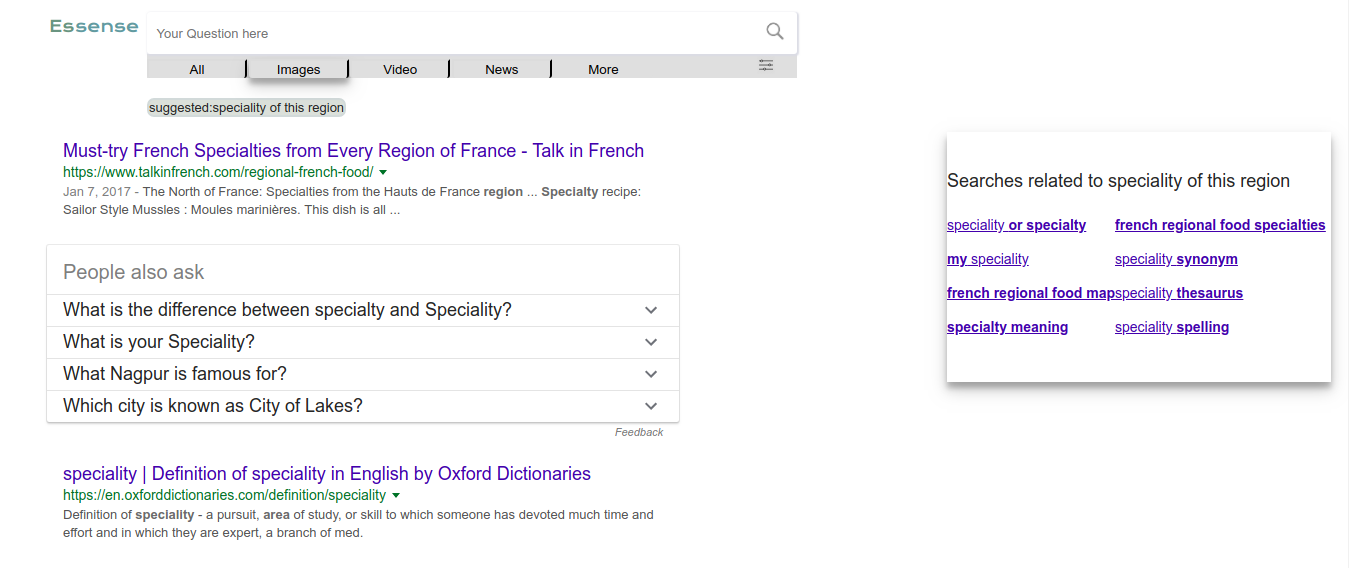 Essense
Your Question here
All Images Video News More
suggested:speciality of this region
Must-try French Specialties from Every Region of France - Talk in French
https://www.talkinfrench.com/regional-french-food/
Jan 7, 2017 - The North of France: Specialties from the Hauts de France region ... Specialty recipe:
Sailor Style Mussles : Moules marinières. This dish is all ...
People also ask
What is the difference between specialty and Speciality?
What is your Speciality?
What Nagpur is famous for?
Which city is known as City of Lakes?
Feedback
speciality | Definition of speciality in English by Oxford Dictionaries
https://en.oxforddictionaries.com/definition/speciality
Definition of speciality - a pursuit, area of study, or skill to which someone has devoted much time and
effort and in which they are expert, a branch of med.
Searches related to speciality of this region
speciality or specialty french regional food specialties
my speciality speciality synonym
french regional food map speciality thesaurus
specialty meaning speciality spelling